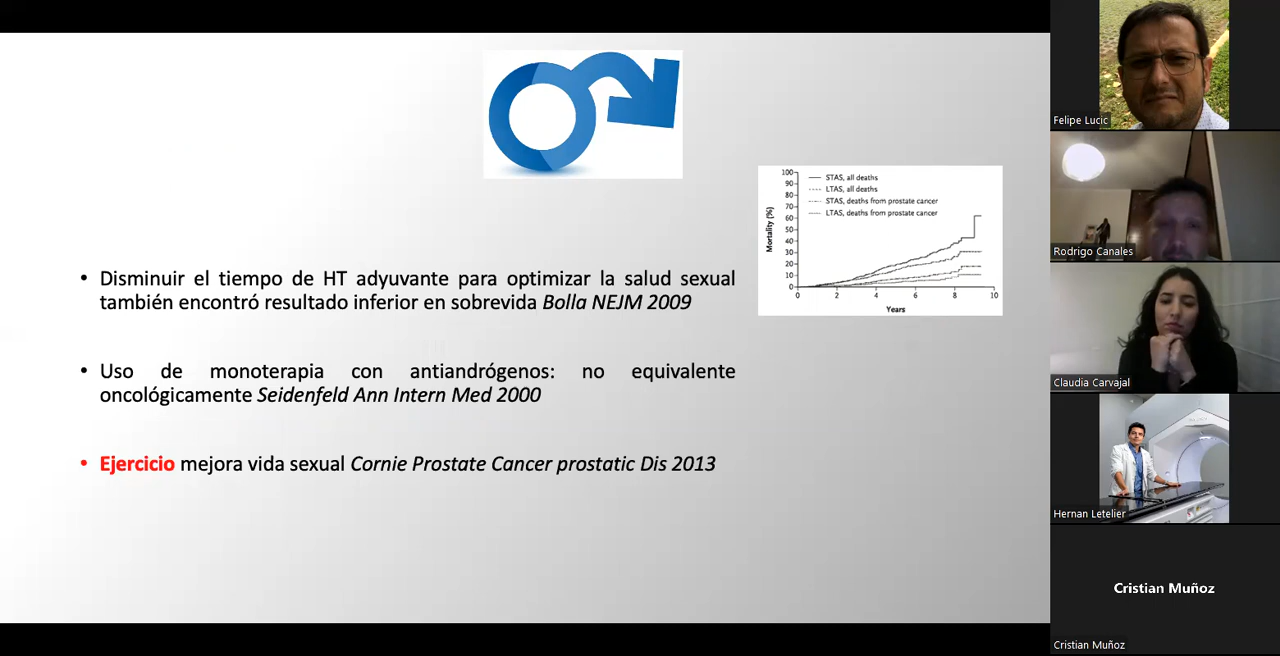 • Disminuir el tiempo de HT adyuvante para optimizar la salud sexual
también encontró resultado inferior en sobrevida Bolla NEJM 2009
• Uso de monoterapia con antiandrógenos: no equivalente
oncológicamente Seidenfeld Ann Intern Med 2000
• Ejercicio mejora vida sexual Cornie Prostate Cancer prostatic Dis 2013
STAS, all deaths
LTAS, all deaths
STAS, deaths from prostate cancer
LTAS, deaths from prostate cancer
Mortality (%)
100
90
80
70
60
50
40
30
20
10
0
0 2 4 6 8 10
Years
Felipe Lucic
Rodrigo Canales
Claudia Carvajal
Hernan Letelier
Cristian Muñoz
Cristian Muñoz